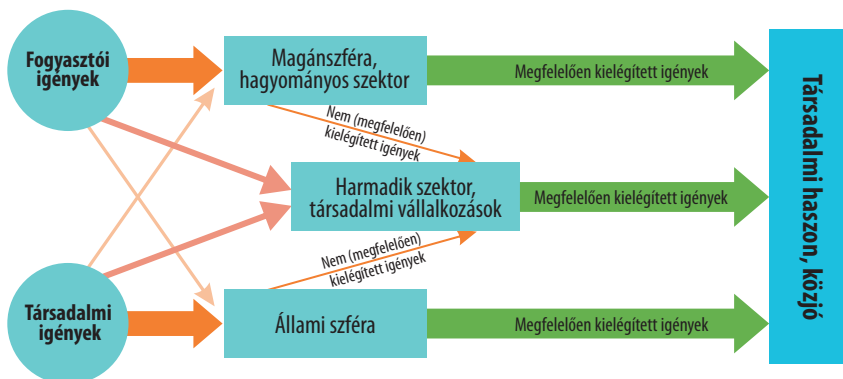 Fogyasztói
igények
Magánszféra,
hagyományos szektor
Megfelelően kielégített igények
Nem (megfelelően)
kielégített igények
Harmadik szektor,
társadalmi vállalkozások
Megfelelően kielégített igények
Nem (megfelelően)
kielégített igények
Társadalmi
igények
Állami szféra
Megfelelően kielégített igények
Társadalmi haszon, közjó